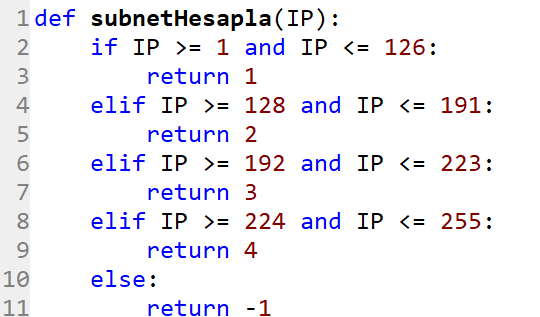 1 def subnetHesapla(IP):
2     if IP >= 1 and IP <= 126:
3         return 1
4     elif IP >= 128 and IP <= 191:
5         return 2
6     elif IP >= 192 and IP <= 223:
7         return 3
8     elif IP >= 224 and IP <= 255:
9         return 4
10     else:
11         return -1